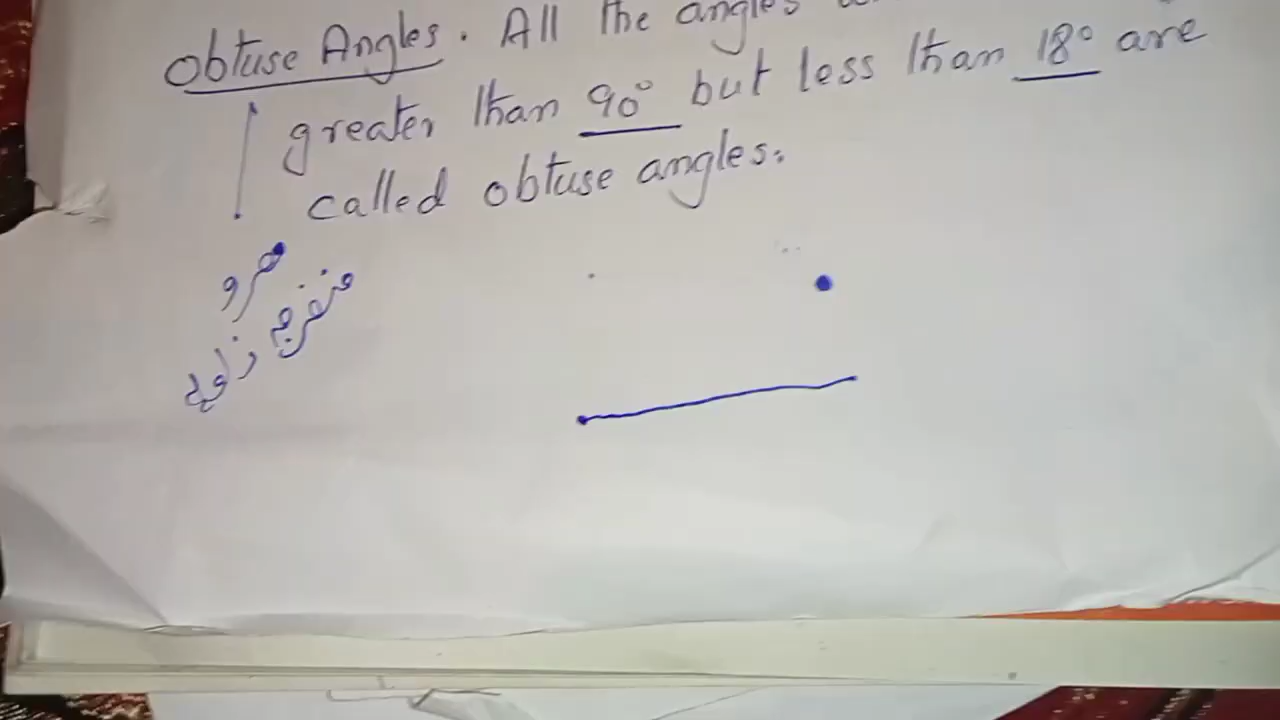 Obtuse Angles. All the angles
greater than 90° but less than 18° are
called obtuse angles.
منفرجہ زاویہ